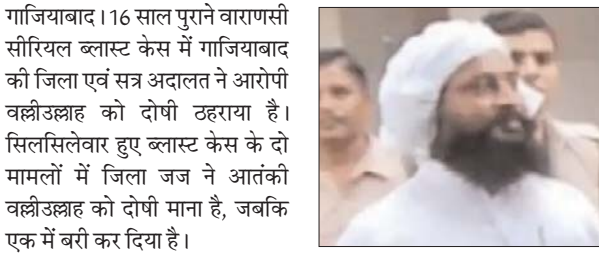 गाजियाबाद। 16 साल पुराने वाराणसी
सीरियल ब्लास्ट केस में गाजियाबाद
की जिला एवं सत्र अदालत ने आरोपी
वल्लीउल्लाह को दोषी ठहराया है।
सिलसिलेवार हुए ब्लास्ट केस के दो
मामलों में जिला जज ने आतंकी
वल्लीउल्लाह को दोषी माना है, जबकि
एक में बरी कर दिया है।